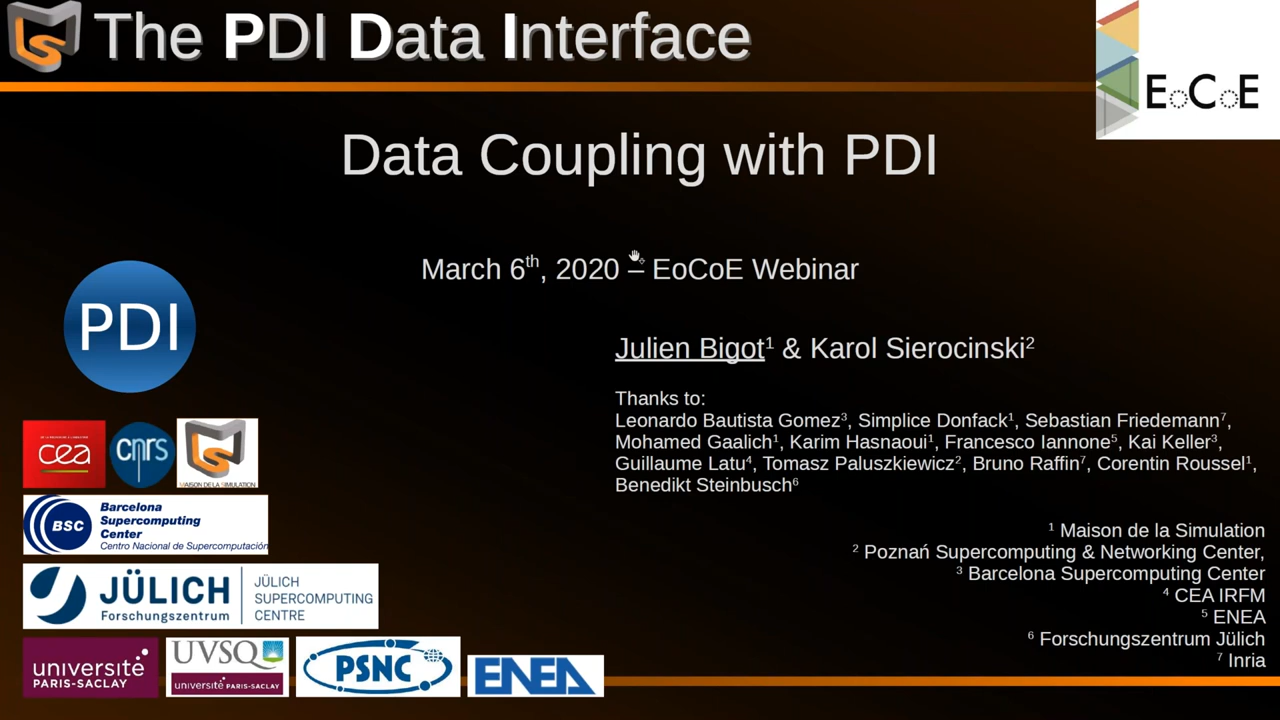 The PDI Data Interface
EoCoE
Data Coupling with PDI
March 6th, 2020 – EoCoE Webinar
PDI
Julien Bigot¹ & Karol Sierocinski²
Thanks to:
Leonardo Bautista Gomez³, Simplice Donfack¹, Sebastian Friedemann⁷,
Mohamed Gaalich¹, Karim Hasnaoui¹, Francesco Iannone⁵, Kai Keller³,
Guillaume Latu⁴, Tomasz Paluszkiewicz², Bruno Raffin⁷, Corentin Roussel¹,
Benedikt Steinbusch⁶
¹ Maison de la Simulation
² Poznań Supercomputing & Networking Center,
³ Barcelona Supercomputing Center
⁴ CEA IRFM
⁵ ENEA
⁶ Forschungszentrum Jülich
⁷ Inria
cea
cnrs
MAISON DE LA SIMULATION
BSC
Barcelona
Supercomputing
Center
Centro Nacional de Supercomputación
JÜLICH
Forschungszentrum
JÜLICH
SUPERCOMPUTING
CENTRE
université
PARIS-SACLAY
UVSQ
université PARIS-SACLAY
PSNC
ENEA